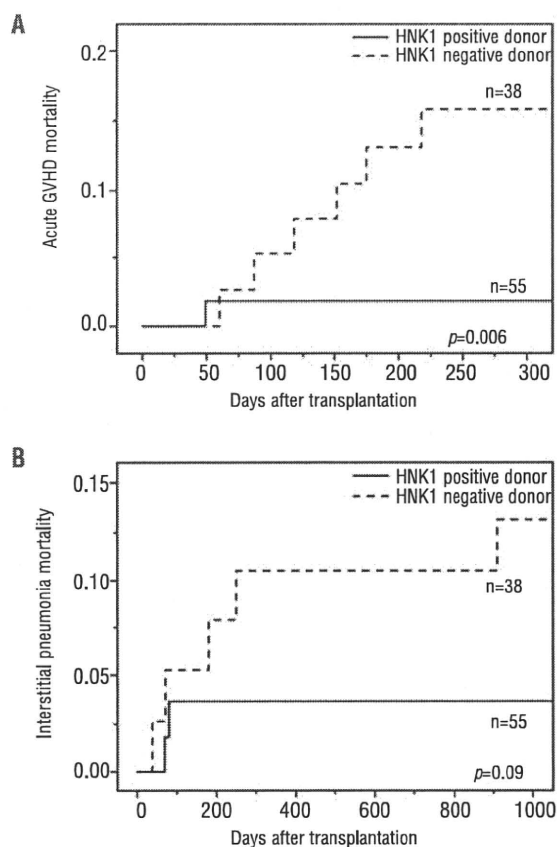 A
HNK1 positive donor
HNK1 negative donor
0.2
n=38
0.1
n=55
0.0
p=0.006
0 50 100 150 200 250 300
Acute GVHD mortality
Days after transplantation
B
HNK1 positive donor
HNK1 negative donor
0.15
0.10
n=38
0.05
n=55
0.00
p=0.09
0 200 400 600 800 1000
Interstitial pneumonia mortality
Days after transplantation